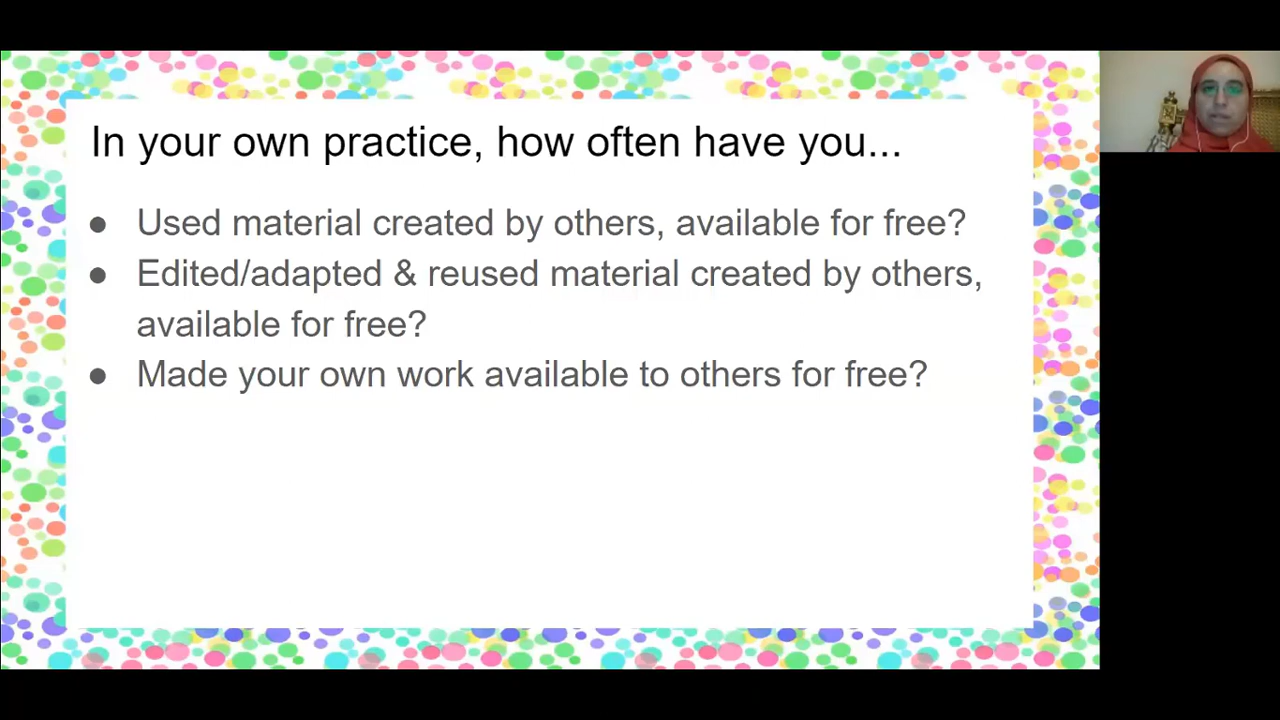 In your own practice, how often have you...
● Used material created by others, available for free?
● Edited/adapted & reused material created by others,
available for free?
● Made your own work available to others for free?